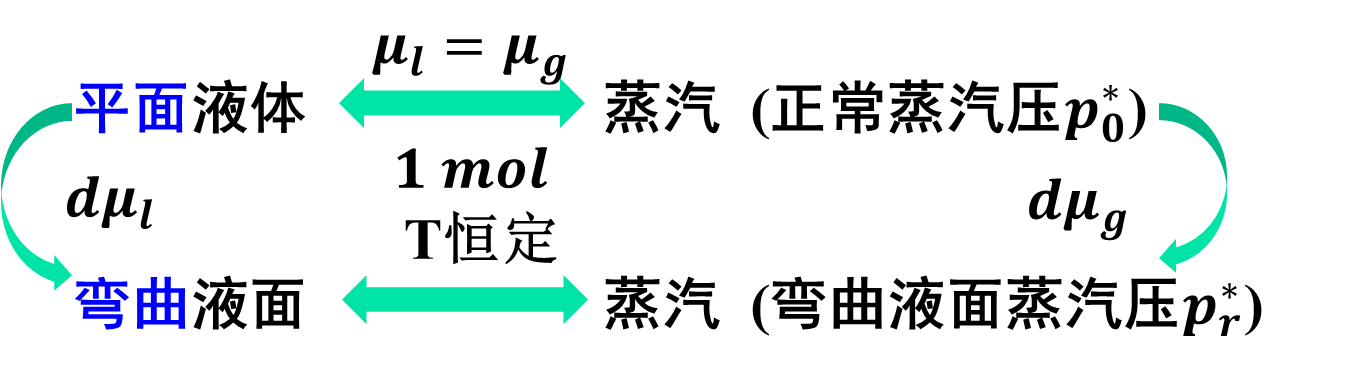 μ_l = μ_g
平面液体 蒸汽 (正常蒸汽压p_0^*)
1 mol
dμ_l dμ_g
T恒定
弯曲液面 蒸汽 (弯曲液面蒸汽压p_r^*)